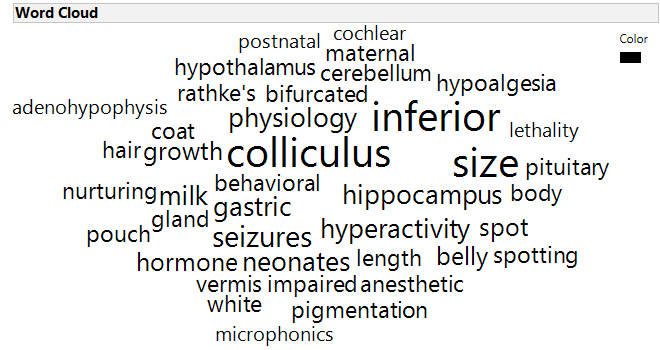 Word Cloud
cochlear
Color
postnatal
maternal
hypothalamus
cerebellum
hypoalgesia
rathke's
bifurcated
adenohypophysis
physiology
inferior
coat
lethality
hair
growth
colliculus
size
pituitary
nurturing
milk
behavioral
hippocampus
body
gland
gastric
pouch
seizures
hyperactivity
spot
hormone
neonates
length
belly
spotting
vermis
impaired
anesthetic
white
pigmentation
microphonics